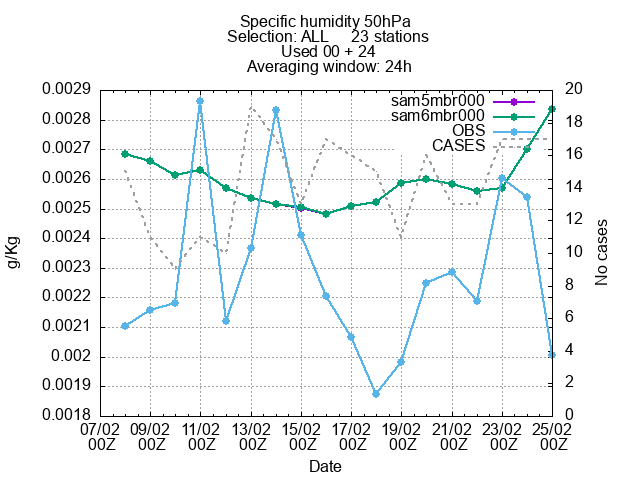 Specific humidity 50hPa
Selection: ALL 23 stations
Used 00 + 24
Averaging window: 24h
0.0029
0.0028
0.0027
0.0026
0.0025
0.0024
0.0023
0.0022
0.0021
0.002
0.0019
0.0018
g/Kg
sam5mbr000
sam6mbr000
OBS
CASES
20
18
16
14
12
10
8
6
4
2
0
No cases
07/02 09/02 11/02 13/02 15/02 17/02 19/02 21/02 23/02 25/02
00Z 00Z 00Z 00Z 00Z 00Z 00Z 00Z 00Z 00Z
Date